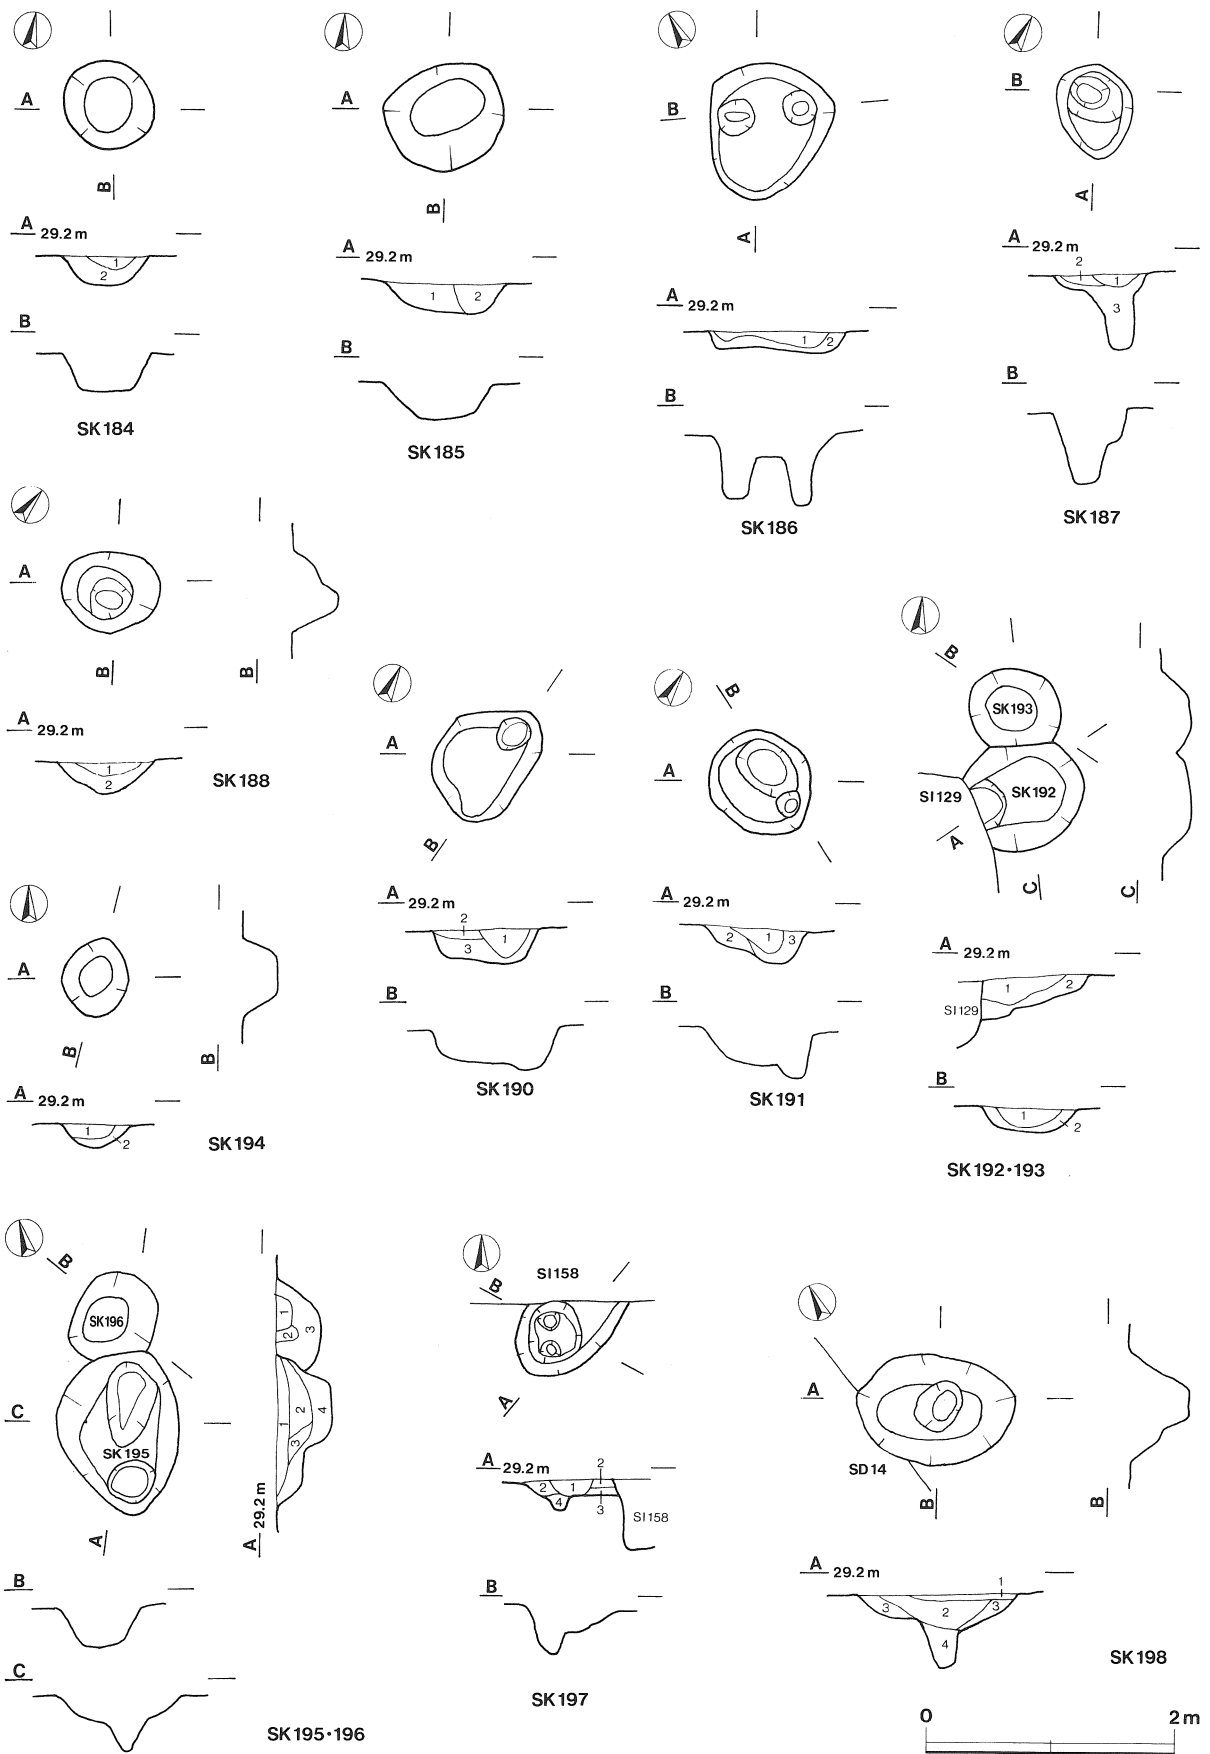 A
B
A 29.2 m
1
2
B
SK184
A
B
A 29.2 m
1 2
B
SK185
B
A
A 29.2 m
1 2
B
SK186
B
A
A 29.2 m
2
1
3
B
SK187
A
B
B
A 29.2 m
1
2
SK188
A
B
A 29.2 m
2
1
3
B
SK190
B
A
A 29.2 m
2 1 3
B
SK191
B
SK193
SK192
SI129
A
C
C
A 29.2 m
1 2
SI129
B
1
2
SK192・193
A
B
B
A 29.2 m
1
2
SK194
B
SK196
C
SK195
A
1
2
3
1
2
3
4
A 29.2 m
B
C
SK195・196
SI158
B
A
A 29.2 m
2
2 1
4
3
SI158
B
SK197
A
SD14
B
B
A 29.2 m
1
3 2 3
4
SK198
0 2 m